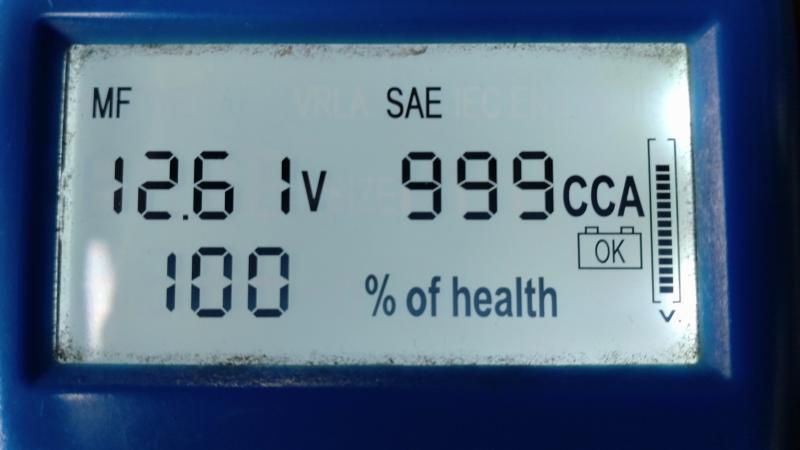 MF SAE
12.61V 999CCA
OK
100 % of health
V